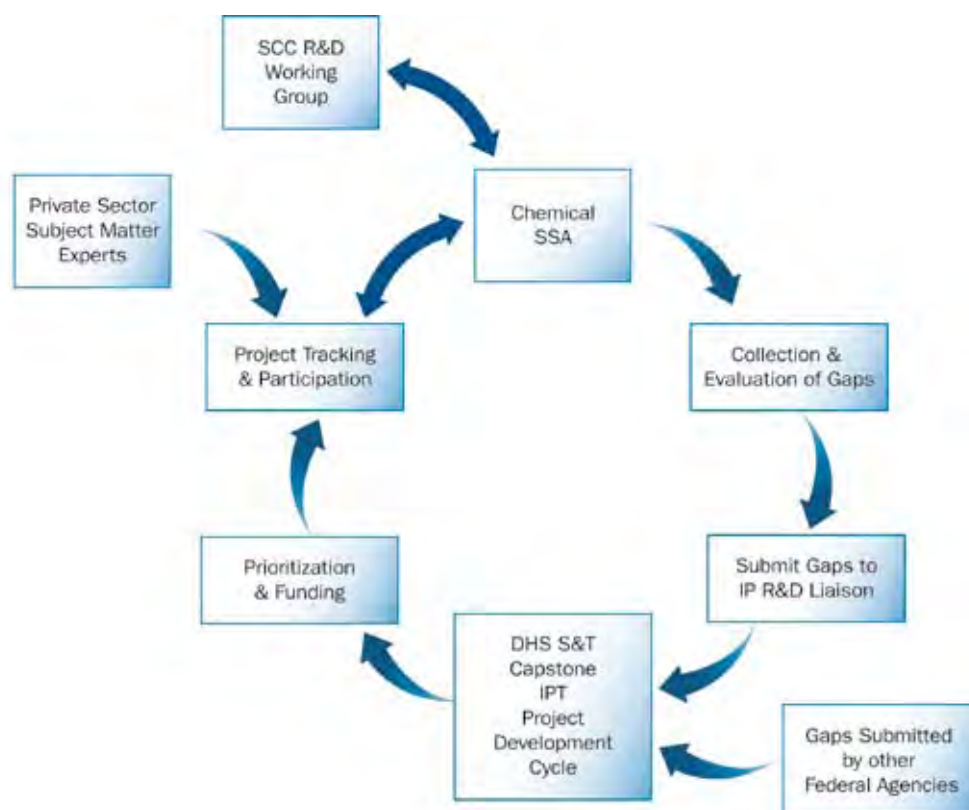 SCC R&D
Working
Group
Private Sector
Subject Matter
Experts
Chemical
SSA
Project Tracking
& Participation
Collection &
Evaluation of Gaps
Prioritization
& Funding
Submit Gaps to
IP R&D Liaison
DHS S&T
Capstone
IPT
Project
Development
Cycle
Gaps Submitted
by other
Federal Agencies